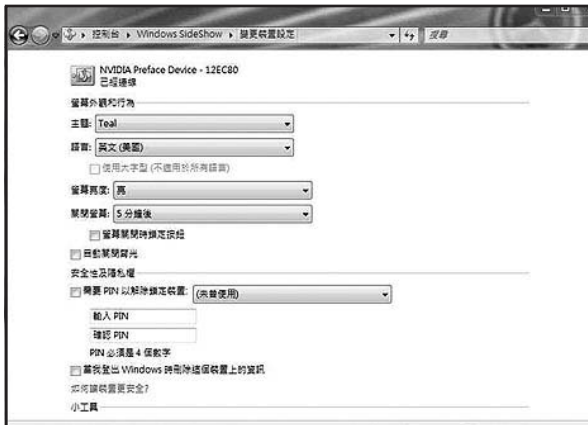 控制台 ▸ Windows SideShow ▸ 變更裝置設定
搜尋
NVIDIA Preface Device - 12EC80
已經連線
螢幕外觀和行為
主題: Teal
語言: 英文 (美國)
使用大字型 (不適用於所有語言)
螢幕亮度: 亮
關閉螢幕: 5 分鐘後
螢幕關閉時鎖定按鈕
自動關閉背光
安全性及隱私權
需要 PIN 以解除鎖定裝置: (未曾使用)
輸入 PIN
確認 PIN
PIN 必須是 4 個數字
當我登出 Windows 時刪除這個裝置上的資訊
如何讓裝置更安全?
小工具